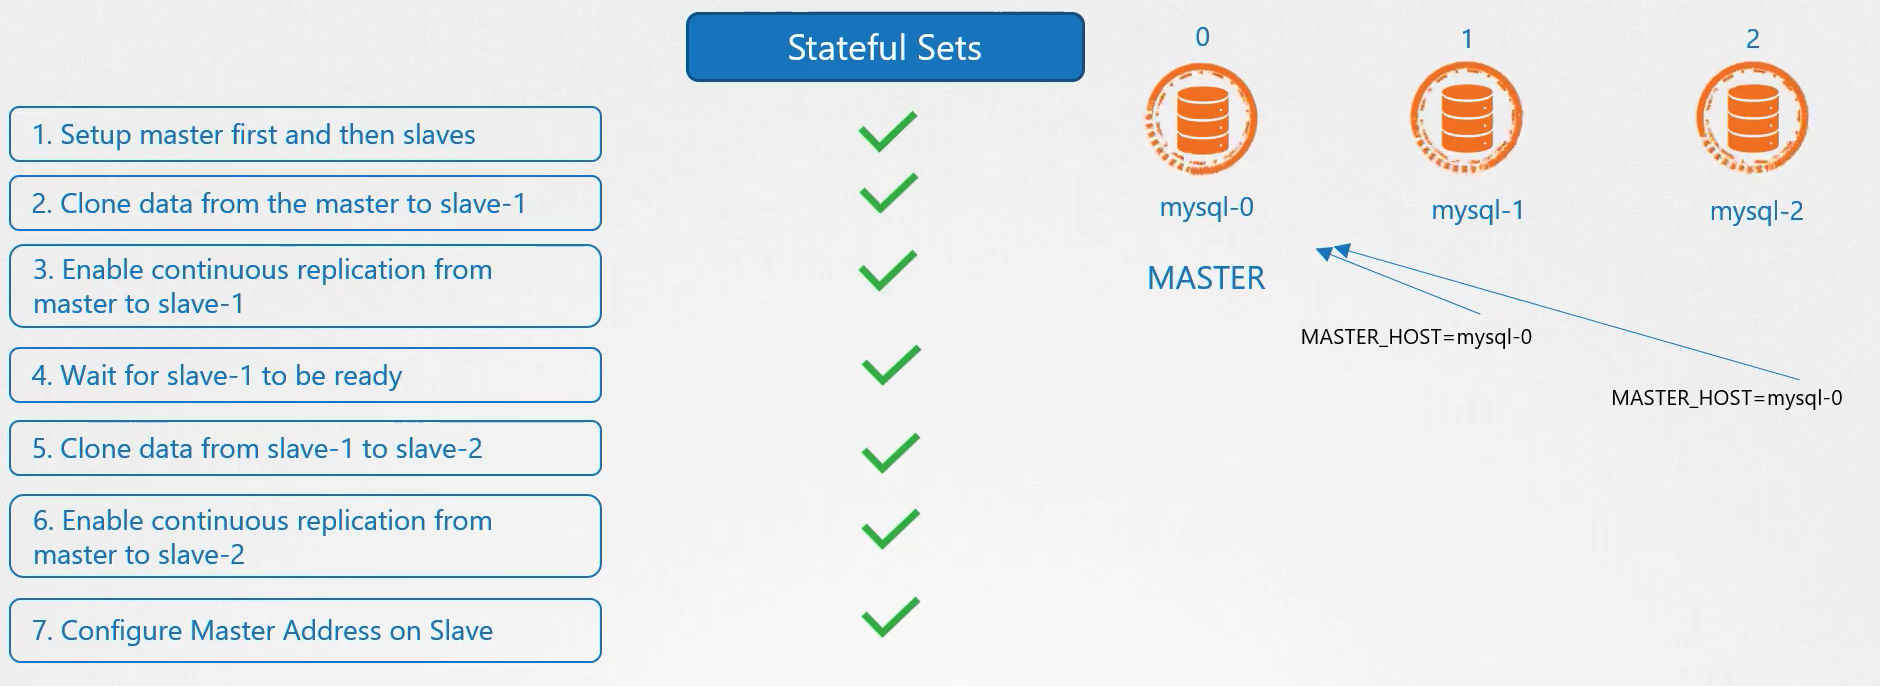 Stateful Sets
1. Setup master first and then slaves
2. Clone data from the master to slave-1
3. Enable continuous replication from
master to slave-1
4. Wait for slave-1 to be ready
5. Clone data from slave-1 to slave-2
6. Enable continuous replication from
master to slave-2
7. Configure Master Address on Slave
0
1
2
mysql-0
mysql-1
mysql-2
MASTER
MASTER_HOST=mysql-0
MASTER_HOST=mysql-0